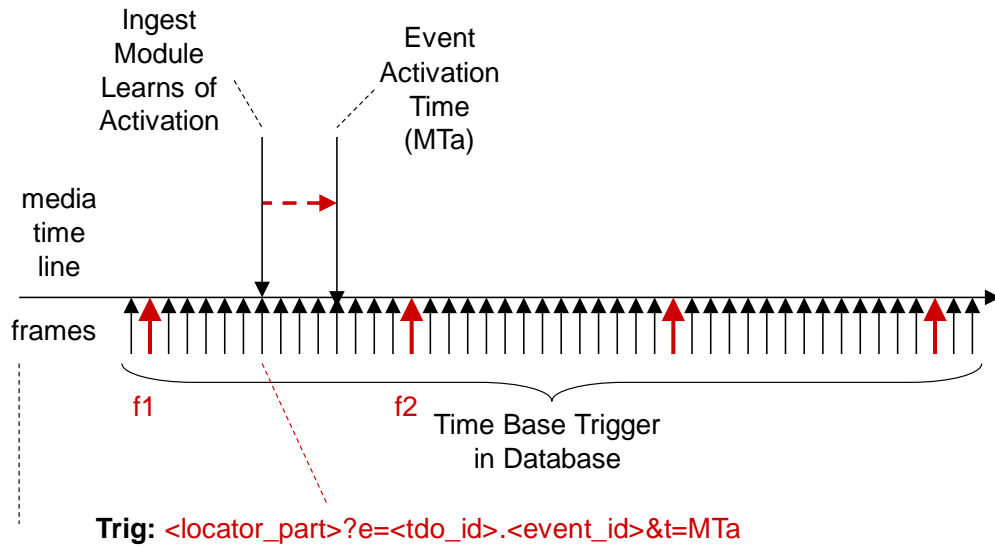 Ingest
Module
Learns of
Activation
Event
Activation
Time
(MTa)
media
time
line
frames
f1
f2
Time Base Trigger
in Database
Trig: <locator_part>?e=<tdo_id>.<event_id>&t=MTa